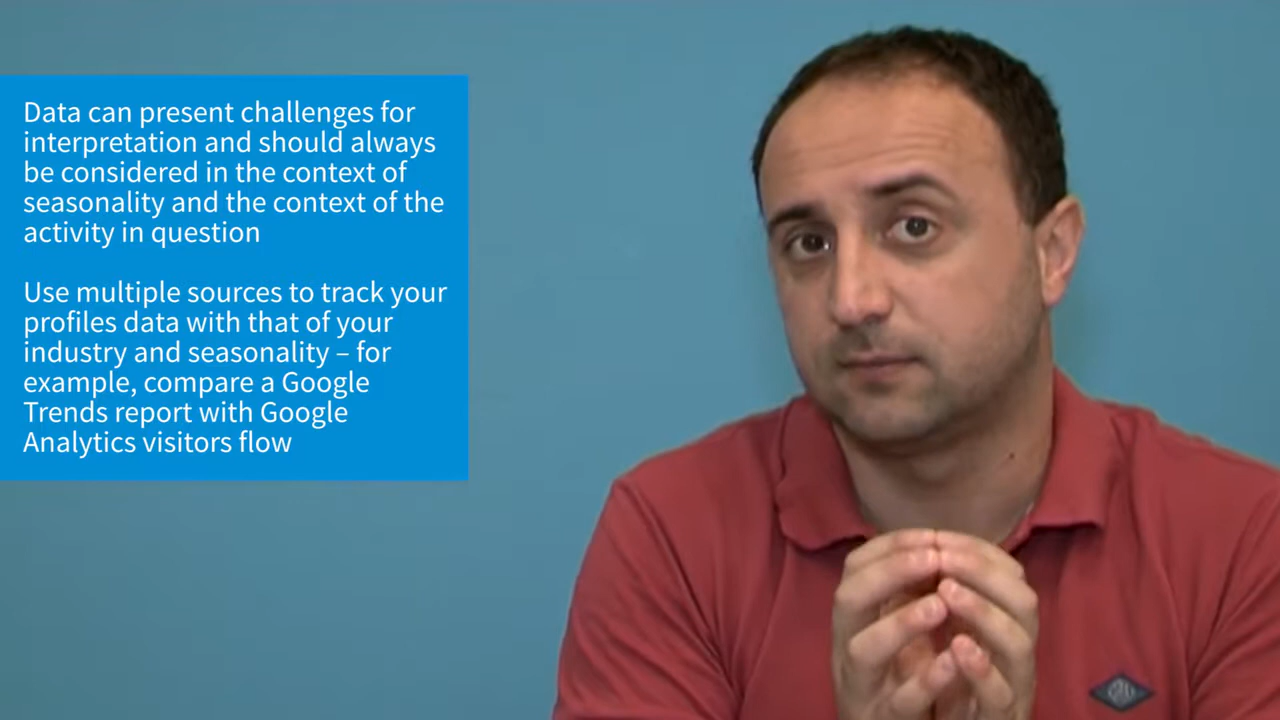 Data can present challenges for
interpretation and should always
be considered in the context of
seasonality and the context of the
activity in question
Use multiple sources to track your
profiles data with that of your
industry and seasonality – for
example, compare a Google
Trends report with Google
Analytics visitors flow